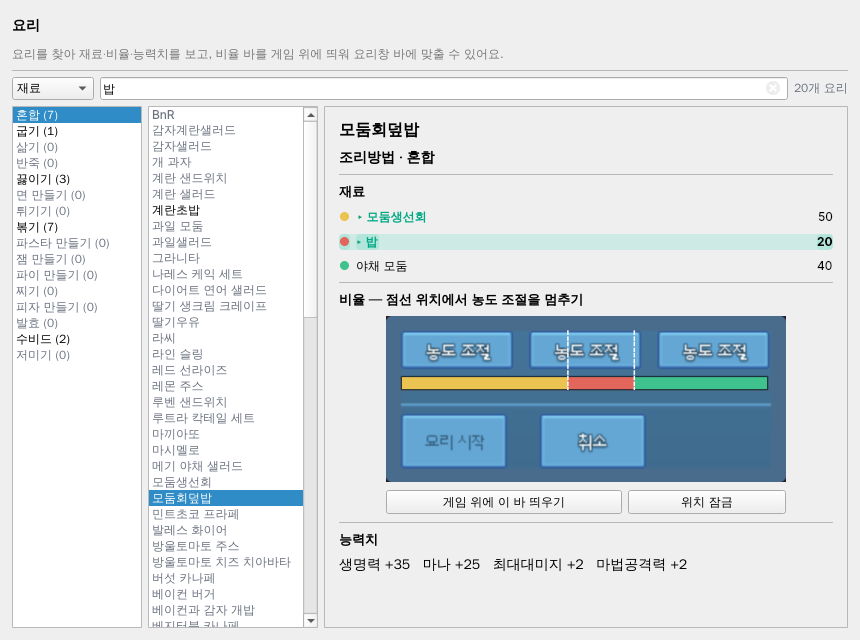 요리
요리를 찾아 재료·비율·능력치를 보고, 비율 바를 게임 위에 띄워 요리창 바에 맞출 수 있어요.
재료
밥
20개 요리
혼합 (7)
굽기 (1)
삶기 (0)
반죽 (0)
끓이기 (3)
면 만들기 (0)
튀기기 (0)
볶기 (7)
파스타 만들기 (0)
잼 만들기 (0)
파이 만들기 (0)
찌기 (0)
피자 만들기 (0)
발효 (0)
수비드 (2)
저미기 (0)
BnR
감자계란샐러드
감자샐러드
개 과자
계란 샌드위치
계란 샐러드
계란초밥
과일 모둠
과일샐러드
그라니타
나레스 케익 세트
다이어트 연어 샐러드
딸기 생크림 크레이프
딸기우유
라씨
라인 슬링
레드 선라이즈
레몬 주스
루벤 샌드위치
루트라 칵테일 세트
마끼아또
마시멜로
메기 야채 샐러드
모둠생선회
모둠회덮밥
민트초코 프라페
발레스 화이어
방울토마토 주스
방울토마토 치즈 치아바타
버섯 카나페
베이컨 버거
베이컨과 감자 개밥
베지터블 카나페
모둠회덮밥
조리방법 · 혼합
재료
▸ 모둠생선회 50
▸ 밥 20
야채 모둠 40
비율 — 점선 위치에서 농도 조절을 멈추기
농도 조절 농도 조절 농도 조절
요리 시작 취소
게임 위에 이 바 띄우기 위치 잠금
능력치
생명력 +35 마나 +25 최대대미지 +2 마법공격력 +2